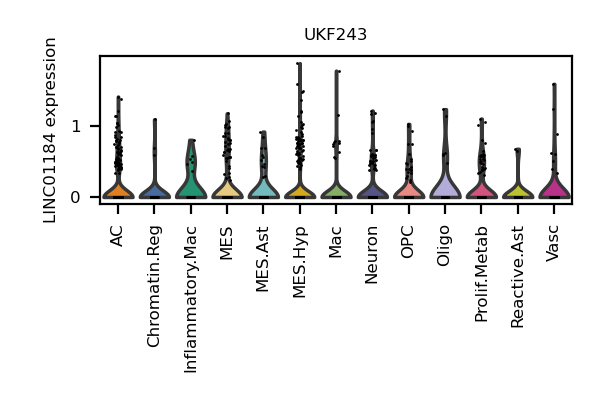 UKF243
LINC01184 expression
1
0
AC
Chromatin.Reg
Inflammatory.Mac
MES
MES.Ast
MES.Hyp
Mac
Neuron
OPC
Oligo
Prolif.Metab
Reactive.Ast
Vasc